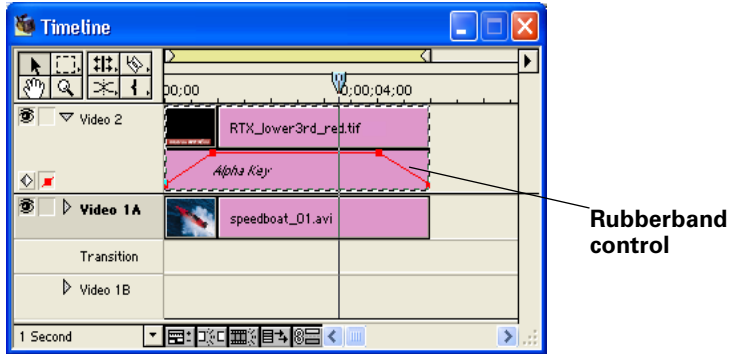 Timeline
00;00
0;00;04;00
Video 2
RTX_lower3rd_red.tif
Alpha Key
Video 1A
speedboat_01.avi
Rubberband
control
Transition
Video 1B
1 Second